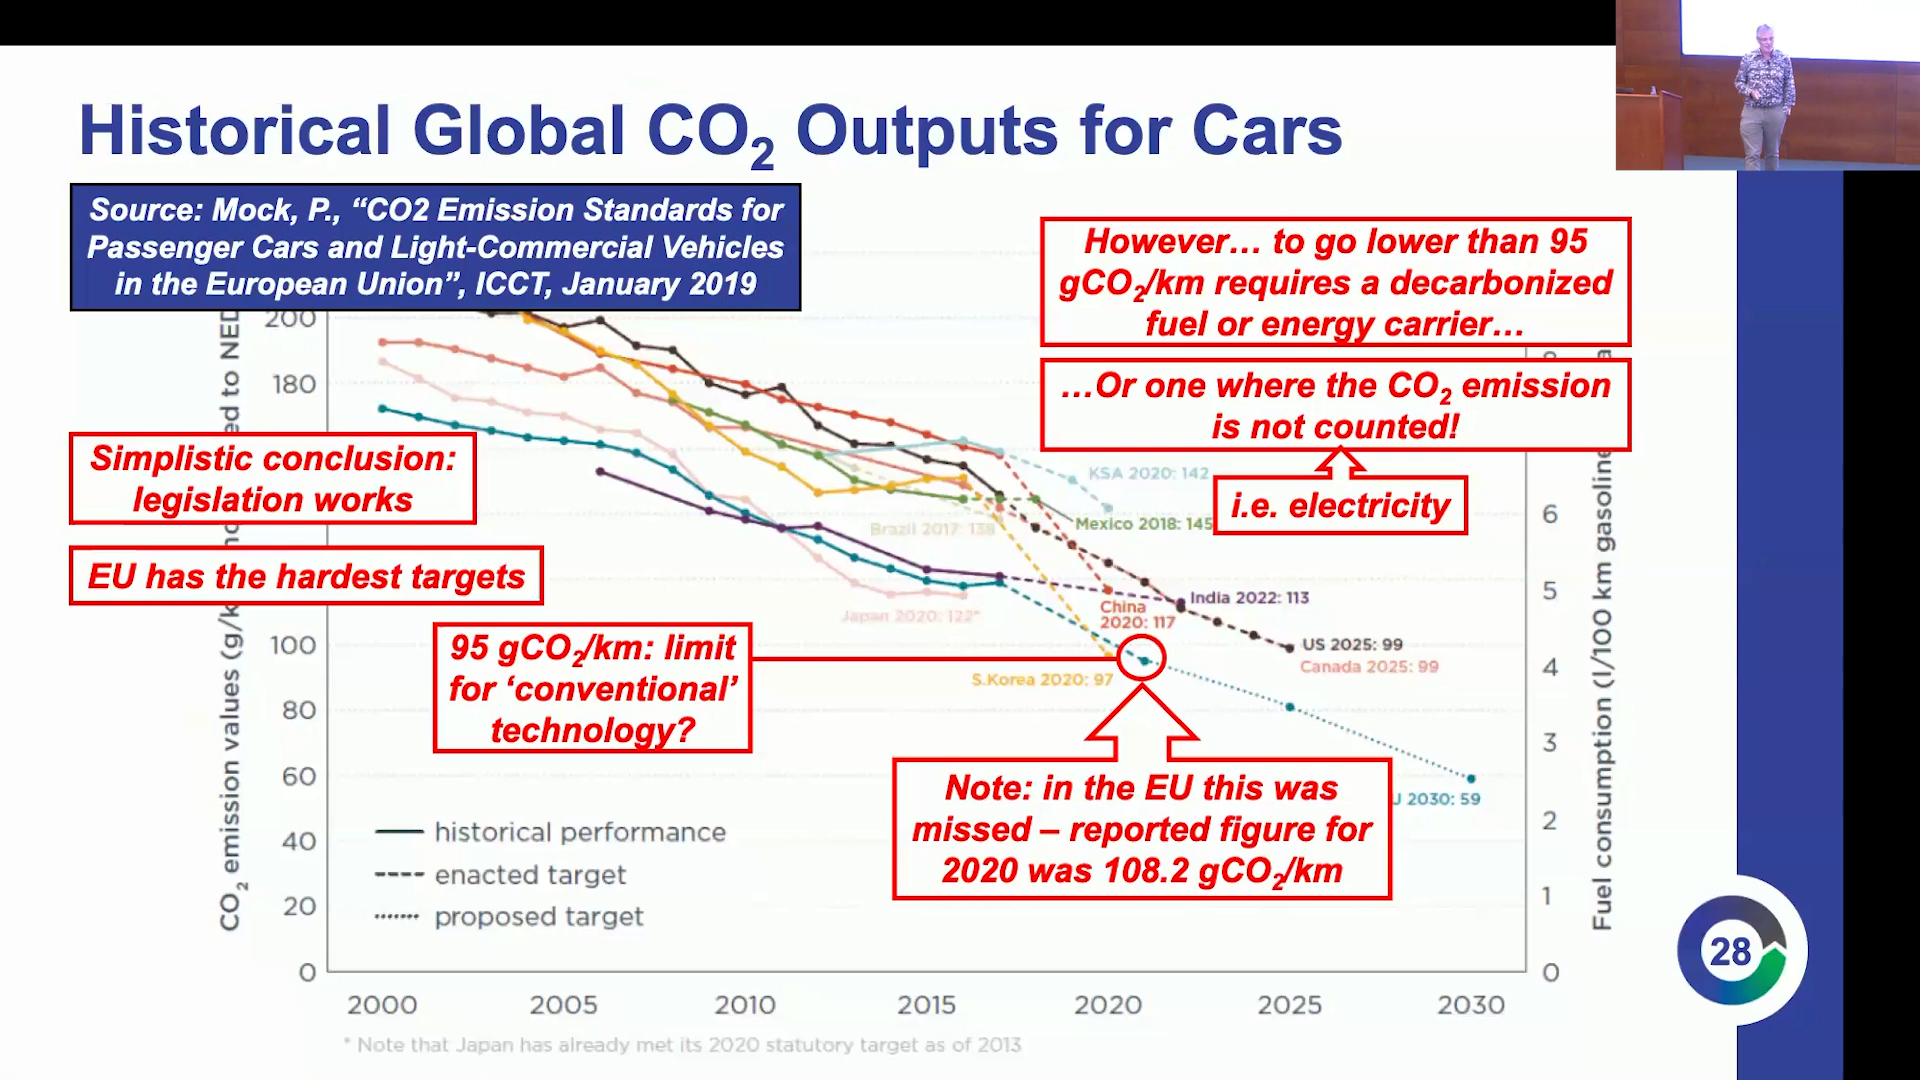 Historical Global CO₂ Outputs for Cars
Source: Mock, P., “CO2 Emission Standards for
Passenger Cars and Light-Commercial Vehicles
in the European Union”, ICCT, January 2019
However… to go lower than 95
gCO₂/km requires a decarbonized
fuel or energy carrier…
…Or one where the CO₂ emission
is not counted!
i.e. electricity
Simplistic conclusion:
legislation works
EU has the hardest targets
95 gCO₂/km: limit
for ‘conventional’
technology?
Note: in the EU this was
missed – reported figure for
2020 was 108.2 gCO₂/km
CO₂ emission values (g/k
ed to NED
200
180
100
80
60
40
20
0
6
5
4
3
2
1
0
Fuel consumption (l/100 km gasoline
KSA 2020: 142
Mexico 2018: 145
Brazil 2017: 138
Japan 2020: 122*
China
2020: 117
India 2022: 113
US 2025: 99
Canada 2025: 99
S.Korea 2020: 97
2030: 59
historical performance
enacted target
proposed target
2000
2005
2010
2015
2020
2025
2030
* Note that Japan has already met its 2020 statutory target as of 2013
28